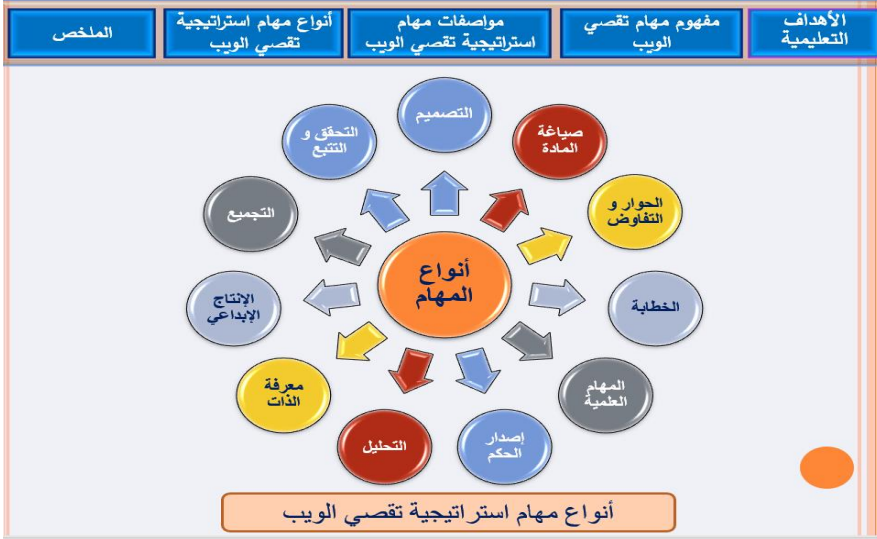 الأهداف
التعليمية
مفهوم مهام تقصي
الويب
مواصفات مهام
استراتيجية تقصي الويب
أنواع مهام استراتيجية
تقصي الويب
الملخص
التصميم
صياغة
المادة
الحوار و
التفاوض
الخطابة
المهام
العلمية
إصدار
الحكم
التحليل
معرفة
الذات
الإنتاج
الإبداعي
التجميع
التحقق و
التتبع
أنواع
المهام
أنواع مهام استراتيجية تقصي الويب